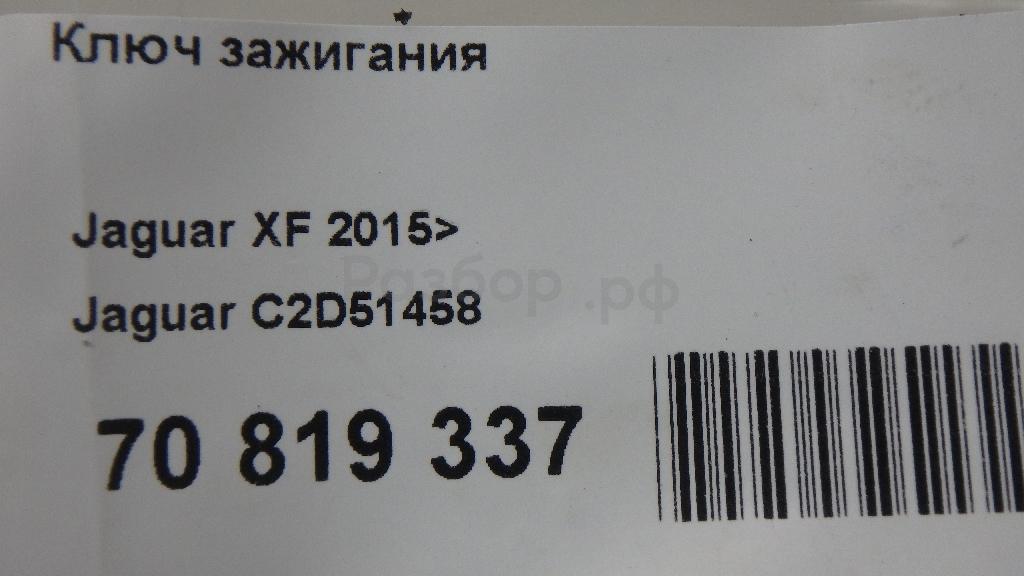 Ключ зажигания
Jaguar XF 2015>
Разбор.рф
Jaguar C2D51458
70 819 337